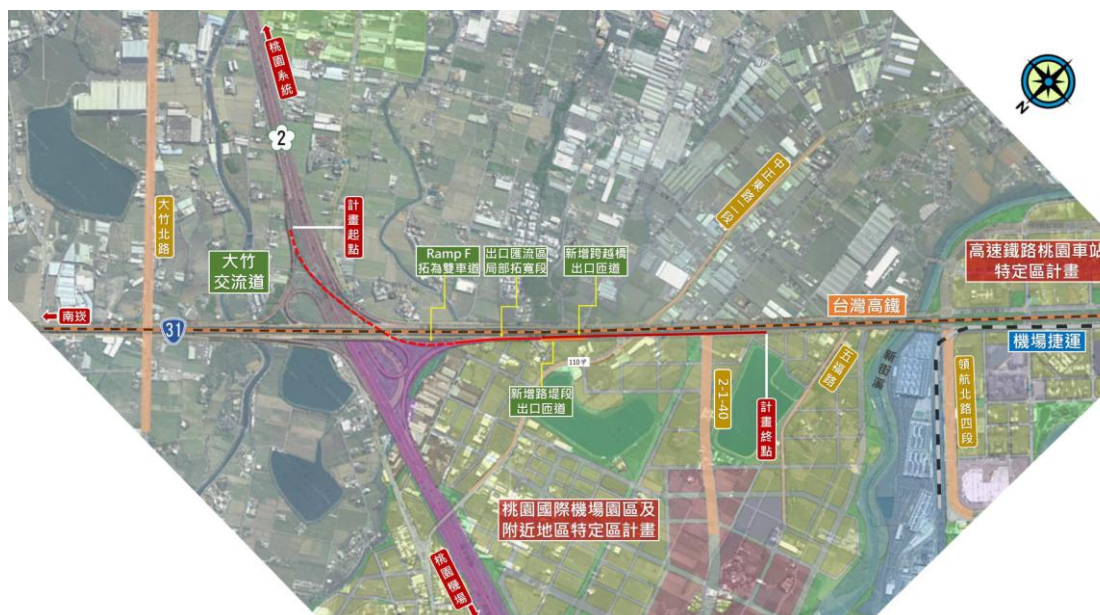 桃園系統
2
N
大竹北路
計畫起點
中正東路二段
大竹
交流道
Ramp F
拓為雙車道
出口匯流區
局部拓寬段
新增跨越橋
出口匝道
高速鐵路桃園車站
特定區計畫
南崁
31
台灣高鐵
機場捷運
110甲
新增路堤段
出口匝道
2-1-40
計畫終點
五福路
新街溪
領航北路四段
桃園國際機場園區及
附近地區特定區計畫
桃園機場